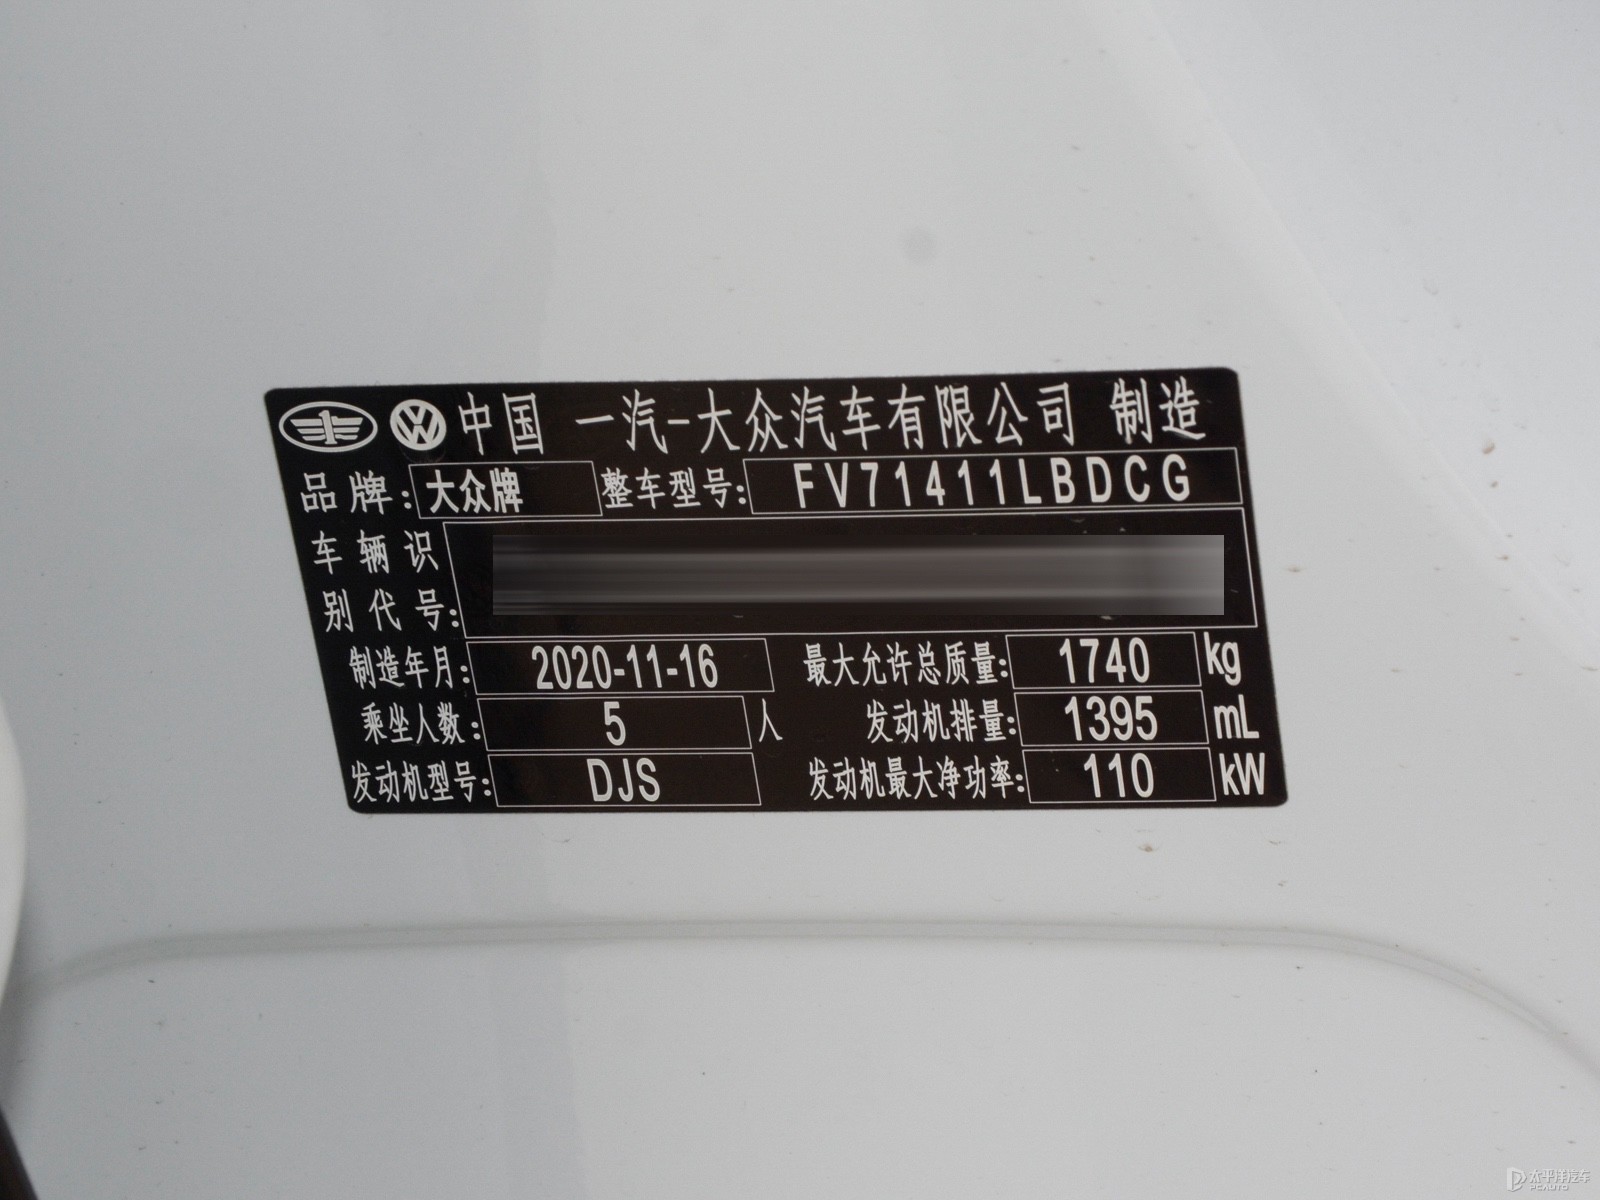 中国 一汽-大众汽车有限公司 制造
品牌: 大众牌 整车型号: FV71411LBDCG
车辆识
别代号:
制造年月: 2020-11-16 最大允许总质量: 1740 kg
乘坐人数: 5 人 发动机排量: 1395 mL
发动机型号: DJS 发动机最大净功率: 110 kW
太平洋汽车
PCAUTO